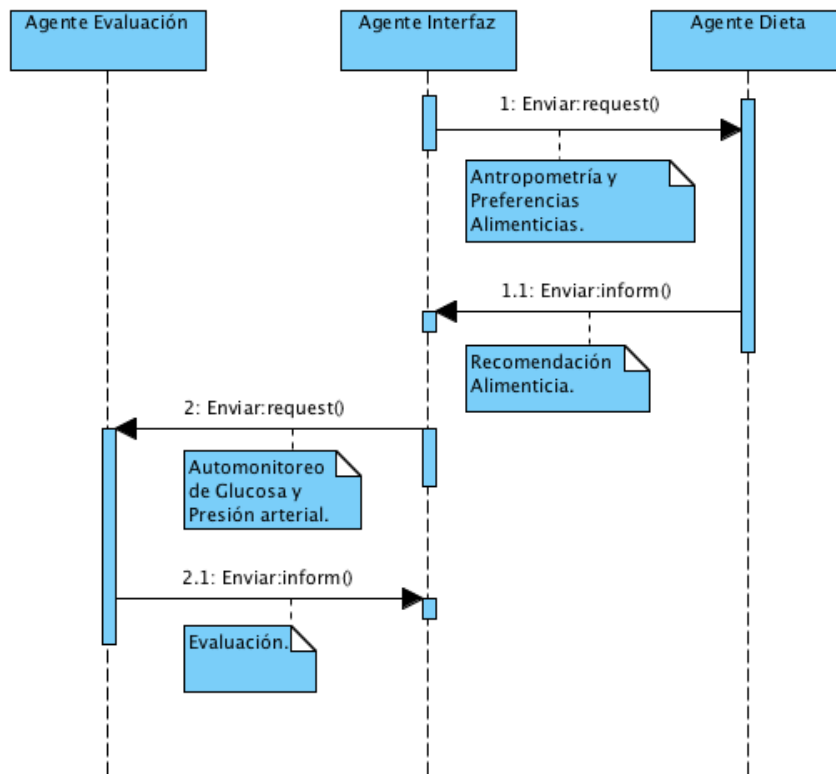 Agente Evaluación
Agente Interfaz
Agente Dieta
1: Enviar:request()
Antropometría y
Preferencias
Alimenticias.
1.1: Enviar:inform()
Recomendación
Alimenticia.
2: Enviar:request()
Automonitoreo
de Glucosa y
Presión arterial.
2.1: Enviar:inform()
Evaluación.